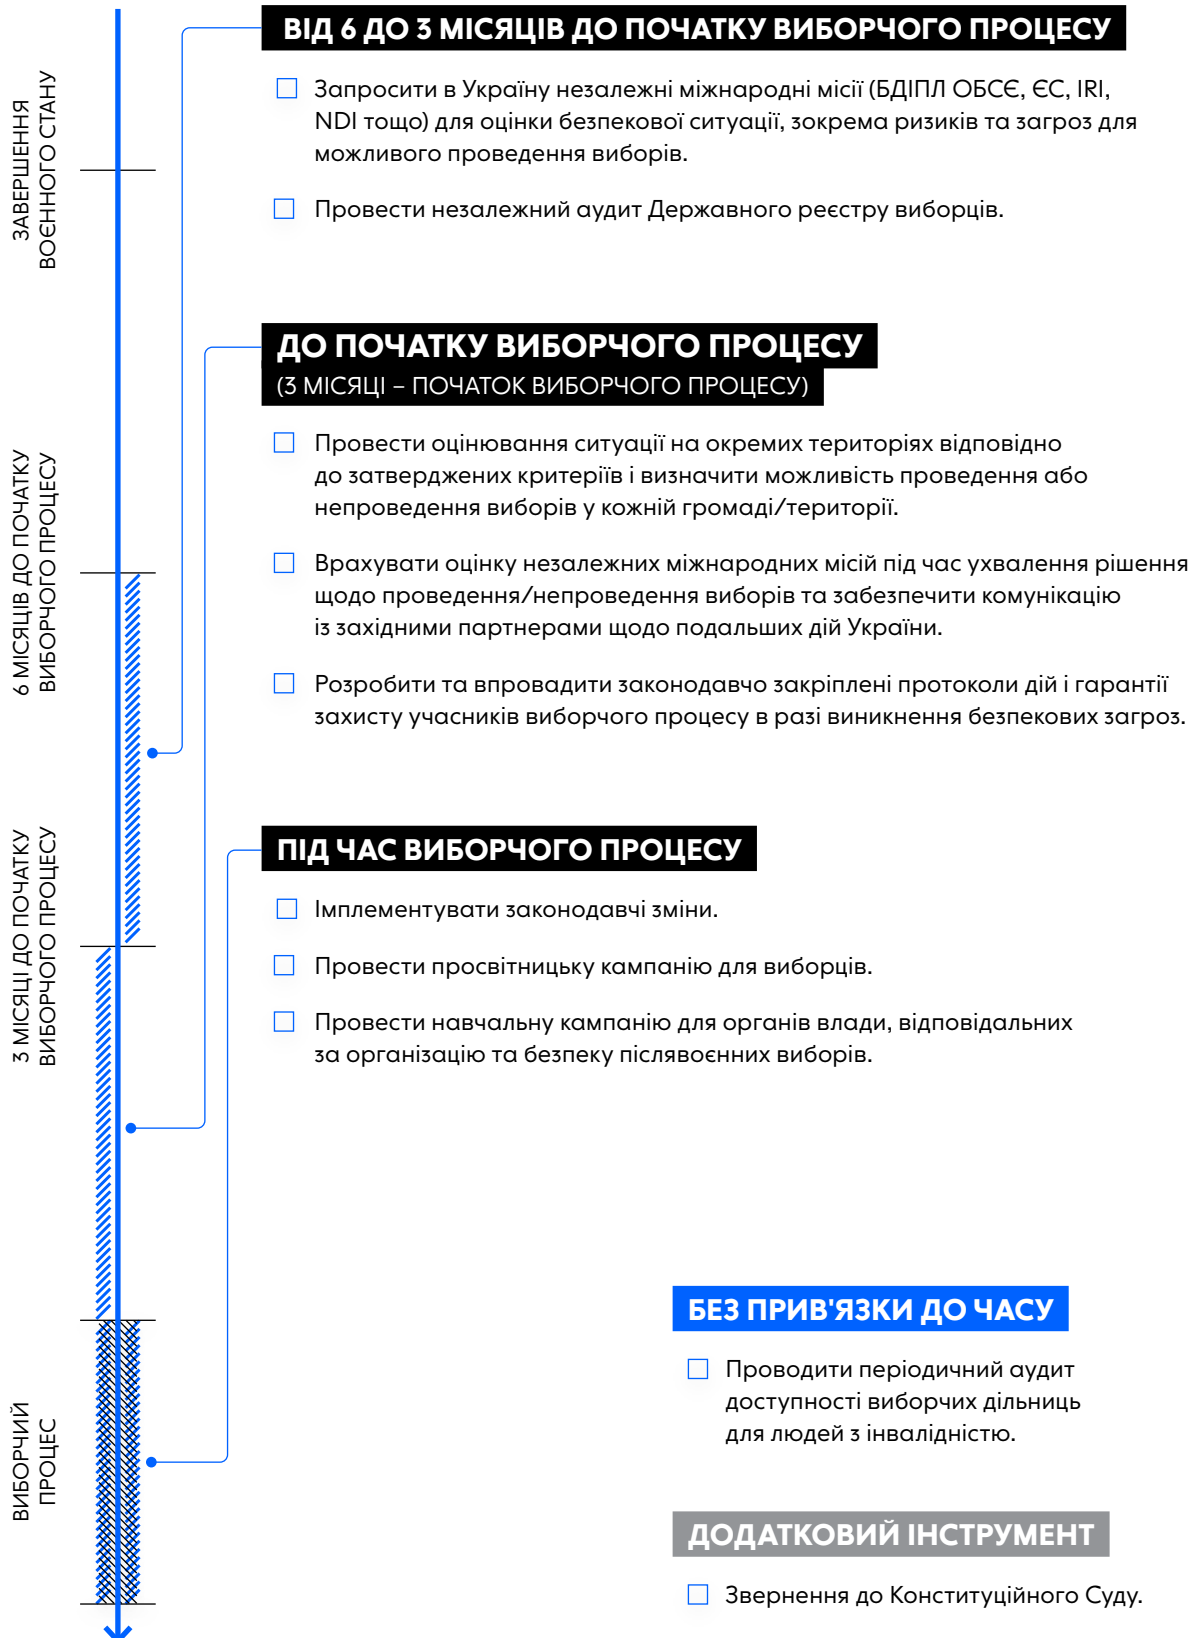 ВІД 6 ДО 3 МІСЯЦІВ ДО ПОЧАТКУ ВИБОРЧОГО ПРОЦЕСУ
Запросити в Україну незалежні міжнародні місії (БДІПЛ ОБСЄ, ЄС, IRI,
NDI тощо) для оцінки безпекової ситуації, зокрема ризиків та загроз для
можливого проведення виборів.
Провести незалежний аудит Державного реєстру виборців.
ЗАВЕРШЕННЯ
ВОЄННОГО СТАНУ
ДО ПОЧАТКУ ВИБОРЧОГО ПРОЦЕСУ
(3 МІСЯЦІ – ПОЧАТОК ВИБОРЧОГО ПРОЦЕСУ)
Провести оцінювання ситуації на окремих територіях відповідно
до затверджених критеріїв і визначити можливість проведення або
непроведення виборів у кожній громаді/території.
Врахувати оцінку незалежних міжнародних місій під час ухвалення рішення
щодо проведення/непроведення виборів та забезпечити комунікацію
із західними партнерами щодо подальших дій України.
Розробити та впровадити законодавчо закріплені протоколи дій і гарантії
захисту учасників виборчого процесу в разі виникнення безпекових загроз.
6 МІСЯЦІВ ДО ПОЧАТКУ
ВИБОРЧОГО ПРОЦЕСУ
ПІД ЧАС ВИБОРЧОГО ПРОЦЕСУ
Імплементувати законодавчі зміни.
Провести просвітницьку кампанію для виборців.
Провести навчальну кампанію для органів влади, відповідальних
за організацію та безпеку післявоєнних виборів.
3 МІСЯЦІ ДО ПОЧАТКУ
ВИБОРЧОГО ПРОЦЕСУ
БЕЗ ПРИВ'ЯЗКИ ДО ЧАСУ
Проводити періодичний аудит
доступності виборчих дільниць
для людей з інвалідністю.
ВИБОРЧИЙ
ПРОЦЕС
ДОДАТКОВИЙ ІНСТРУМЕНТ
Звернення до Конституційного Суду.